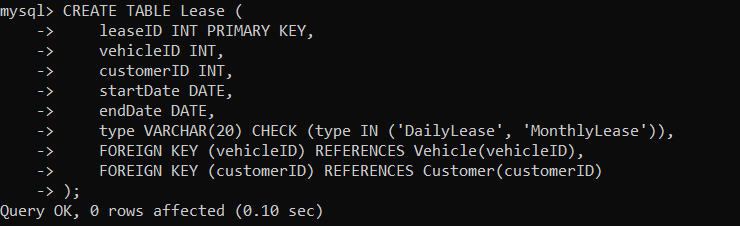 mysql> CREATE TABLE Lease (
    ->     leaseID INT PRIMARY KEY,
    ->     vehicleID INT,
    ->     customerID INT,
    ->     startDate DATE,
    ->     endDate DATE,
    ->     type VARCHAR(20) CHECK (type IN ('DailyLease', 'MonthlyLease')),
    ->     FOREIGN KEY (vehicleID) REFERENCES Vehicle(vehicleID),
    ->     FOREIGN KEY (customerID) REFERENCES Customer(customerID)
    -> );
Query OK, 0 rows affected (0.10 sec)